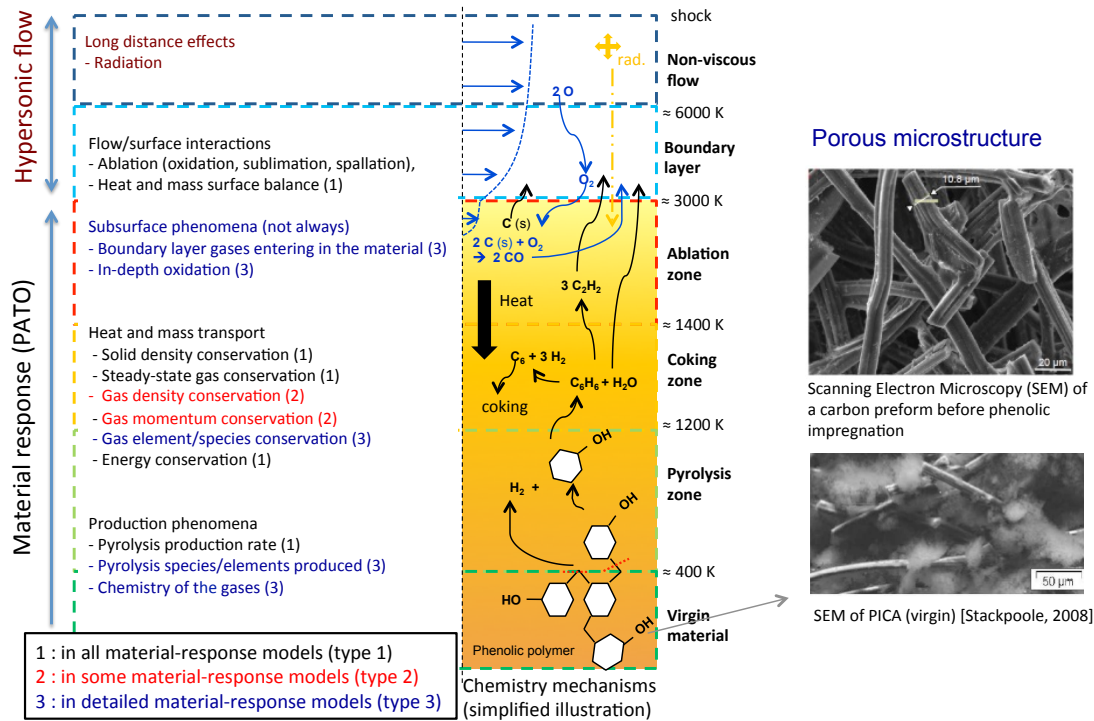 Hypersonic flow
Material response (PATO)
Long distance effects
- Radiation
Flow/surface interactions
- Ablation (oxidation, sublimation, spallation),
- Heat and mass surface balance (1)
Subsurface phenomena (not always)
- Boundary layer gases entering in the material (3)
- In-depth oxidation (3)
Heat and mass transport
- Solid density conservation (1)
- Steady-state gas conservation (1)
- Gas density conservation (2)
- Gas momentum conservation (2)
- Gas element/species conservation (3)
- Energy conservation (1)
Production phenomena
- Pyrolysis production rate (1)
- Pyrolysis species/elements produced (3)
- Chemistry of the gases (3)
1 : in all material-response models (type 1)
2 : in some material-response models (type 2)
3 : in detailed material-response models (type 3)
rad.
2 O
O₂
C (s)
2 C (s) + O₂
→ 2 CO
3 C₂H₂
Heat
C₆ + 3 H₂
C₆H₆ + H₂O
coking
OH
H₂ +
OH
HO
OH
Phenolic polymer
Chemistry mechanisms
(simplified illustration)
shock
Non-viscous
flow
≈ 6000 K
Boundary
layer
≈ 3000 K
Ablation
zone
≈ 1400 K
Coking
zone
≈ 1200 K
Pyrolysis
zone
≈ 400 K
Virgin
material
Porous microstructure
10.8 µm
20 µm
Scanning Electron Microscopy (SEM) of
a carbon preform before phenolic
impregnation
50 µm
SEM of PICA (virgin) [Stackpoole, 2008]